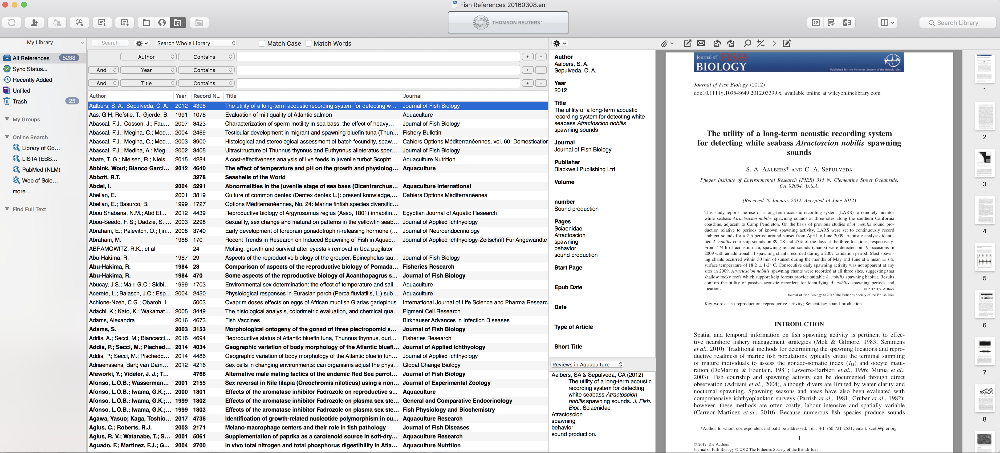 Fish References 20160308.enl
THOMSON REUTERS™
Search Library
My Library
All References 5288
Sync Status...
Recently Added
Unfiled
Trash 25
My Groups
Online Search
Library of Co...
LISTA (EBS...
PubMed (NLM)
Web of Scie...
more...
Find Full Text
Search Search Whole Library Match Case Match Words
Author Contains + -
And Year Contains + -
And Title Contains + -
Author Year Record N... Title Journal
Aalbers, S. A.; Sepulveda, C. A. 2012 4398 The utility of a long-term acoustic recording system for detecting w... Journal of Fish Biology
Aas, G.H; Refstie, T.; Gjerde, B. 1991 1078 Evaluation of milt quality of Atlantic salmon Aquaculture
Abascal, F.J.; Cosson, J.; Fau... 2007 3423 Characterization of sperm motility in sea bass: the effect of heavy... Journal of Fish Biology
Abascal, F.J.; Megina, C.; Med... 2004 2469 Testicular development in migrant and spawning bluefin tuna (Thun... Fishery Bulletin
Abascal, F.J.; Megina, C.; Med... 2003 3900 Histological and stereological assessment of batch fecundity, spaw... Cahiers Options Méditerranéennes, vol. 60: Domestication
Abascal, F.J.; Medina, A.; Meg... 2002 3405 Ultrastrructure of Thunnus thynnus and Euthynnus alleteratus sper... Journal of Fish Biology
Abate, T. G.; Nielsen, R.; Niels... 2015 4284 A cost-effectiveness analysis of live feeds in juvenile turbot Scopht... Aquaculture Nutrition
Abbink, Wout; Blanco Garci... 2012 4640 The effect of temperature and pH on the growth and physiolog... Aquaculture
Abbott, R.T. 3278 Seashells of the World
Abdel, I. 2004 5291 Abnormalities in the juvenile stage of sea bass (Dicentrarchus... Aquaculture International
Abellan, E. 2001 3819 Culture of common dentex (Dentex dentex L.): present knowledge,... Cahiers Options Méditerranéenes
Abellan, E.; Basurco, B. 1999 1727 Options Méditerranéennes, No. 24: Marine finfish species diversific...
Abou Shabana, N.M.; Abd El... 2012 4439 Reproductive biology of Argyrosomus regius (Asso, 1801) inhabitin... Egyptian Journal of Aquatic Research
Abou-Seedo, F. S.; Dadzie, S.;... 2003 2298 Sexuality, sex change and maturation patterns in the yellowfin seab... Journal of Applied Ichthyology
Abraham, E.; Palevitch, O.; Ijiri... 2008 3740 Early development of forebrain gonadotrophin-releasing hormone (... Journal of Neuroendocrinology
Abraham, M. 1988 170 Recent Trends in Research on Induced Spawning of Fish in Aquac... Journal of Applied Ichthyology-Zeitschrift Fur Angewandte
ABRAMOWITZ, R.K.; et al. 24 Molting, growth and survival after eyestalk removal in Uca pugilator
Abu-Hakima, R. 1987 29 Aspects of the reproductive biology of the grouper, Epinephelus tau... Journal of Fish Biology
Abu-Hakima, R. 1984 28 Comparison of aspects of the reproductive biology of Pomada... Fisheries Research
Abu-Hakima, R. 1984 470 Some aspects of the reproductive biology of Acanthopagrus s... Journal of Fish Biology
Abucay, J.S.; Mair, G.C.; Skibi... 1999 1703 Environmental sex determination: the effect of temperature and sali... Aquaculture
Acerete, L.; Balasch, J.C.; Esp... 2004 2450 Physiological responses in Eurasian perch (Perca fluviatilis, L.) sub... Aquaculture
Achione-Nzeh, C.G.; Obaroh, I. 5003 Ovaprim doses effects on eggs of African mudfish Glarias gariepinus International Journal of Life Science and Pharma Researc
Adachi, K.; Kato, K.; Wakamat... 2005 3449 The histological analysis, colorimetric evaluation, and chemical qua... Pigment Cell Research
Adams, Alexandra 2016 4673 Fish Vaccines Birkhauser Advances in Infection Diseases
Adams, S. 2003 3153 Morphological ontogeny of the gonad of three plectropomid s... Journal of Fish Biology
Addis, A.; Secci, M.; Biancacci... 2016 4694 Reproductive status of Atlantic bluefin tuna, Thunnus thynnus, duri... Fisheries Research
Addis, P.; Secci, M.; Pisched... 2014 4034 Geographic variation of body morphology of the Atlantic bluefi... Journal of Applied Ichthyology
Addis, P.; Secci, M.; Pischedd... 2014 4486 Geographic variation of body morphology of the Atlantic bluefin tun... Journal of Applied Ichthyology
Adriaenssens, Bart; van Dam... 2012 4216 Sex cells in changing environments: can organisms adjust the phys... Global Change Biology
Afeworki, Y.; Videler, J. J.; T... 4766 Alternative male mating tactics of the endemic Red Sea parrot... Journal of Fish Biology
Afonso, L.O.B.; Wasserman... 2001 2155 Sex reversal in Nile tilapia (Oreochromis niloticus) using a non... Journal of Experimental Zoology
Afonso, L.O.B.; Iwama, G.K.;... 2000 1801 Effects of the aromatase inhibitor Fadrozole on reproductive s... Aquaculture
Afonso, L.O.B.; Iwama, G.K.;... 1999 1802 Effects of the aromatase inhibitor Fadrozole on plasma sex ste... General and Comparative Endocrinology
Afonso, L.O.B.; Iwama, G.K.;... 1999 1803 Effects of the aromatase inhibitor Fadrozole on plasma sex ste... Fish Physiology and Biochemistry
Agawa, Yasuo; Kaga, Toshio... 2017 4736 Identification of growth-related nucleotide polymorphism in cu... Aquaculture Research
Agius, C.; Roberts, R.J. 2003 2171 Melano-macrophage centers and their role in fish pathology Journal of Fish Diseases
Agius, R. V.; Watanabe, T.; S... 2001 5061 Supplementation of paprika as a carotenoid source in soft-dry... Aquaculture Research
Aguado, F.; Martinez, F.J.; G... 2004 2700 In vivo total nitrogen and total phosphorus digestibility in Atla... Aquaculture Nutrition
Author
Aalbers, S. A.
Sepulveda, C. A.
Year
2012
Title
The utility of a long-term acoustic
recording system for detecting white
seabass Atractoscion nobilis
spawning sounds
Journal
Journal of Fish Biology
Publisher
Blackwell Publishing Ltd
Volume
number
Sound production
Pages
Sciaenidae
Atractoscion
spawning
behavior
sound production
Start Page
Epub Date
Date
Type of Article
Short Title
Reviews in Aquaculture
Aalbers, SA & Sepulveda, CA (2012)
The utility of a long-term acoustic
recording system for detecting
white seabass Atractoscion
nobilis spawning sounds. J. Fish.
Biol., Sciaenidae
Atractoscion
spawning
behavior
sound production.
Journal of FISH
BIOLOGY
Published for the Fisheries Society of the British Isles
Journal of Fish Biology (2012)
doi:10.1111/j.1095-8649.2012.03399.x, available online at wileyonlinelibrary.com
The utility of a long-term acoustic recording system
for detecting white seabass Atractoscion nobilis spawning
sounds
S. A. Aalbers* and C. A. Sepulveda
Pfleger Institute of Environmental Research (PIER) 315 N. Clementine Street Oceanside,
CA 92054, U.S.A.
(Received 26 January 2012, Accepted 14 June 2012)
This study reports the use of a long-term acoustic recording system (LARS) to remotely monitor
white seabass Atractoscion nobilis spawning sounds at three sites along the southern California
coastline, adjacent to Camp Pendleton. On the basis of previous studies of A. nobilis sound pro-
duction relative to periods of known spawning activity, LARS were set to continuously record
ambient sounds for a 2 h period around sunset from April to June 2009. Acoustic analyses identi-
fied A. nobilis courtship sounds on 89, 28 and 45% of the days at the three locations, respectively.
From 474 h of acoustic data, spawning-related sounds (chants) were detected on 19 occasions in
2009 with an additional 11 spawning chants recorded during a 2007 validation period. Most spawn-
ing chants occurred within 30 min of sunset during the months of May and June at a mean ± s.d.
surface temperature of 18·2 ± 1·2° C. Consecutive daily spawning activity was not apparent at any
sites in 2009. Atractoscion nobilis spawning chants were recorded at all three sites, suggesting that
shallow rocky reefs which support kelp forests provide suitable A. nobilis spawning habitat. Results
confirm the utility of passive acoustic recorders for identifying A. nobilis spawning periods and
locations. © 2012 The Authors
Journal of Fish Biology © 2012 The Fisheries Society of the British Isles
Key words: fish reproduction; reproductive activity; Sciaenidae; sound production
INTRODUCTION
Spatial and temporal information on fish spawning activity is pertinent to effec-
tive nearshore fishery management strategies (Mok & Gilmore, 1983; Semmens
et al., 2010). Traditional methods for determining the spawning locations and repro-
ductive readiness of marine fish populations typically entail the terminal sampling
of mature individuals to assess the gonado-somatic index (IG) and oocyte matu-
ration (DeMartini & Fountain, 1981; Lowerre-Barbieri et al., 1996; Murua et al.,
2003). Fish courtship and spawning activity can be documented through direct
observation (Adreani et al., 2004), although divers are limited by water clarity and
nocturnal spawning. Spawning seasons and areas have also been evaluated with
comprehensive ichthyoplankton surveys (Parrish et al., 1981; Gruber et al., 1982);
however, these methods are often costly, labour intensive and spatially variable
(Carreon-Martinez et al., 2010). Because numerous fish species produce sounds
*Author to whom correspondence should be addressed. Tel.: +1 760 721 2531; email: scott@pier.org
1
© 2012 The Authors
Journal of Fish Biology © 2012 The Fisheries Society of the British Isles
1
2
3
4
5
6
7
8